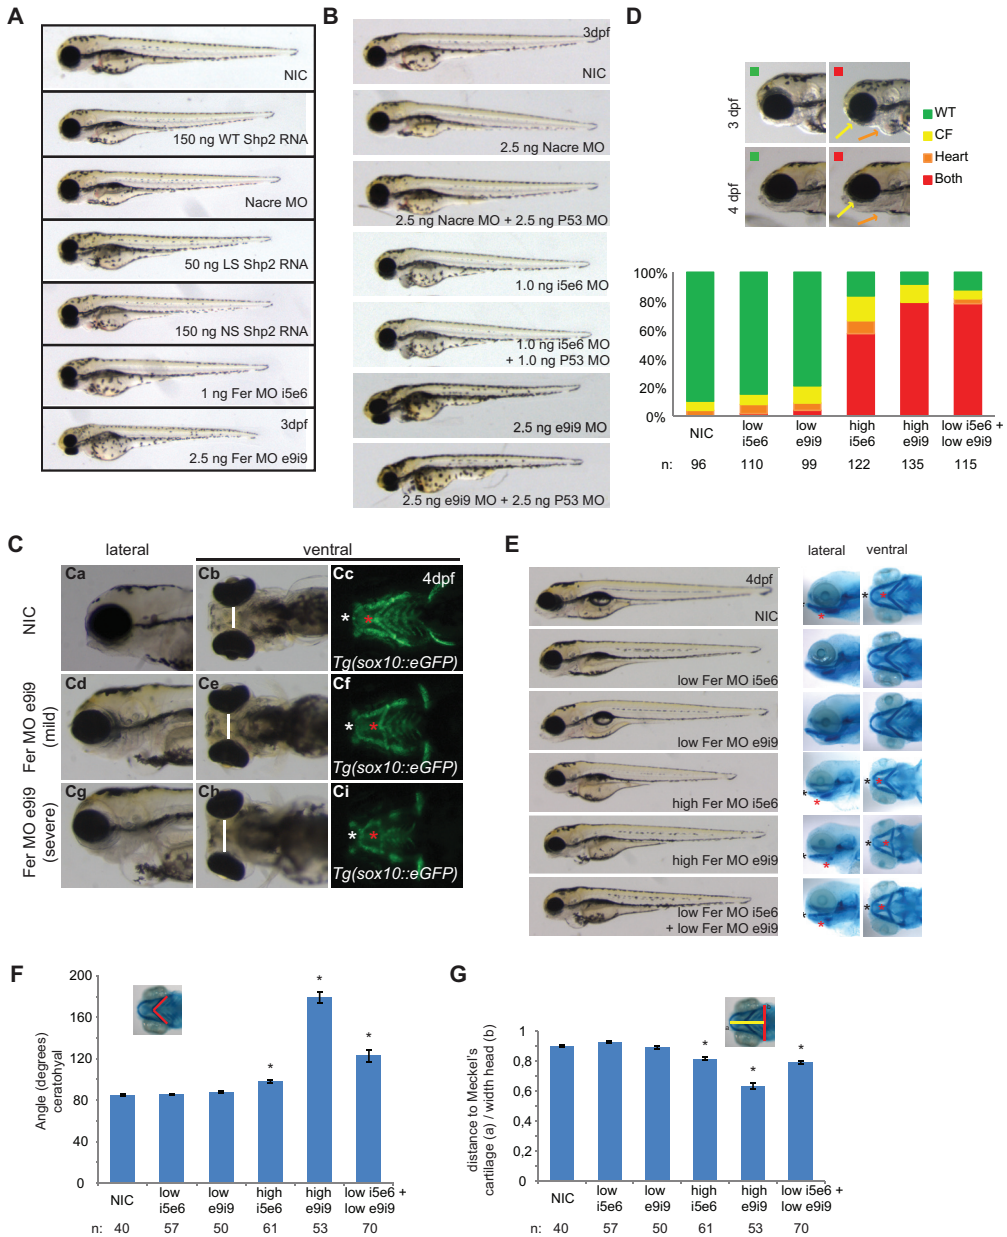 A
NIC
150 ng WT Shp2 RNA
Nacre MO
50 ng LS Shp2 RNA
150 ng NS Shp2 RNA
1 ng Fer MO i5e6
3dpf
2.5 ng Fer MO e9i9
B
3dpf
NIC
2.5 ng Nacre MO
2.5 ng Nacre MO + 2.5 ng P53 MO
1.0 ng i5e6 MO
1.0 ng i5e6 MO
+ 1.0 ng P53 MO
2.5 ng e9i9 MO
2.5 ng e9i9 MO + 2.5 ng P53 MO
D
3 dpf
4 dpf
WT
CF
Heart
Both
100%
80%
60%
40%
20%
0%
NIC
low i5e6
low e9i9
high i5e6
high e9i9
low i5e6 + low e9i9
n: 96 110 99 122 135 115
C
lateral
ventral
NIC
Ca
Cb
Cc
4dpf
*
*
Tg(sox10::eGFP)
Fer MO e9i9
(mild)
Cd
Ce
Cf
*
*
Tg(sox10::eGFP)
Fer MO e9i9
(severe)
Cg
Ch
Ci
*
*
Tg(sox10::eGFP)
E
lateral
ventral
4dpf
NIC
low Fer MO i5e6
low Fer MO e9i9
high Fer MO i5e6
high Fer MO e9i9
low Fer MO i5e6
+ low Fer MO e9i9
F
Angle (degrees)
ceratohyal
200
160
120
80
40
0
*
*
*
NIC
low i5e6
low e9i9
high i5e6
high e9i9
low i5e6 + low e9i9
n: 40 57 50 61 53 70
G
distance to Meckel's
cartilage (a) / width head (b)
a
b
1
0,8
0,6
0,4
0,2
0
*
*
*
NIC
low i5e6
low e9i9
high i5e6
high e9i9
low i5e6 + low e9i9
n: 40 57 50 61 53 70